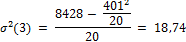 σ²(3) = (8428 − 401²/20)/20 = 18,74